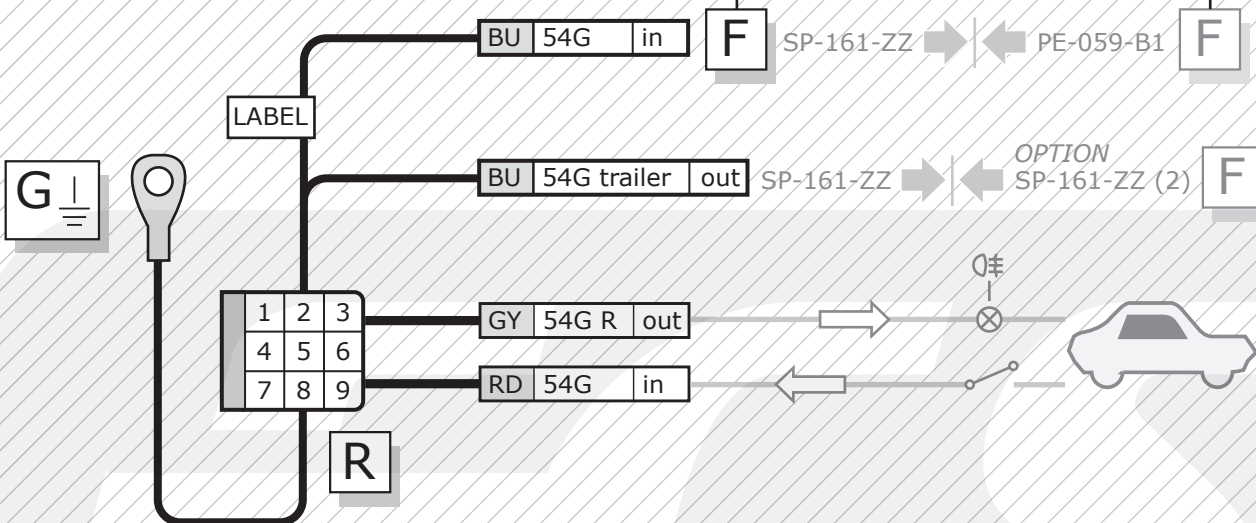 BU 54G in F SP-161-ZZ PE-059-B1 F
LABEL
G BU 54G trailer out SP-161-ZZ OPTION
SP-161-ZZ (2) F
1 2 3 GY 54G R out
4 5 6
7 8 9 RD 54G in
R